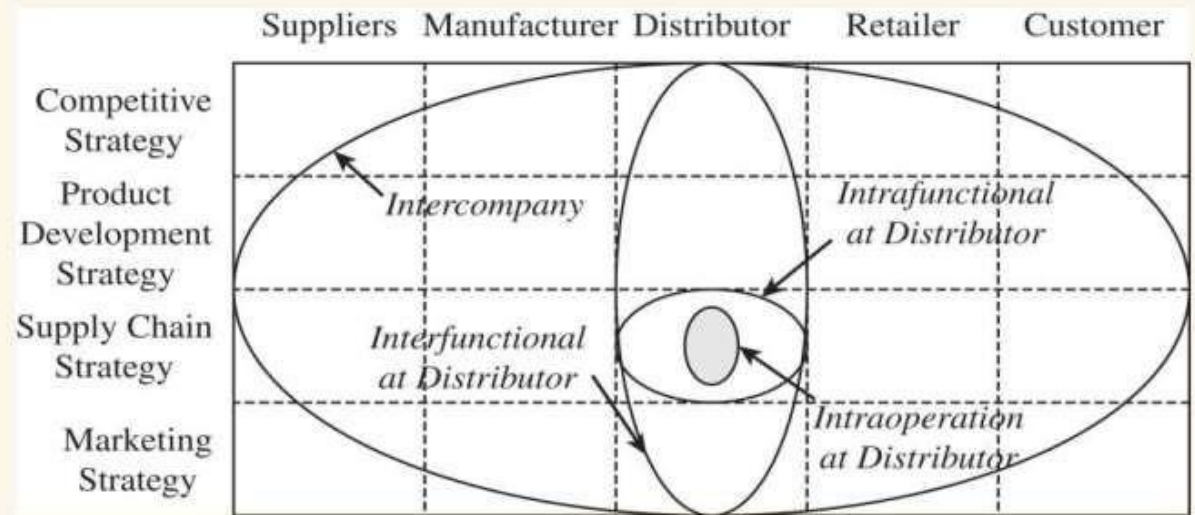 Suppliers Manufacturer Distributor Retailer Customer
Competitive
Strategy
Product
Development
Strategy
Supply Chain
Strategy
Marketing
Strategy
Intercompany
Intrafunctional
at Distributor
Interfunctional
at Distributor
Intraoperation
at Distributor